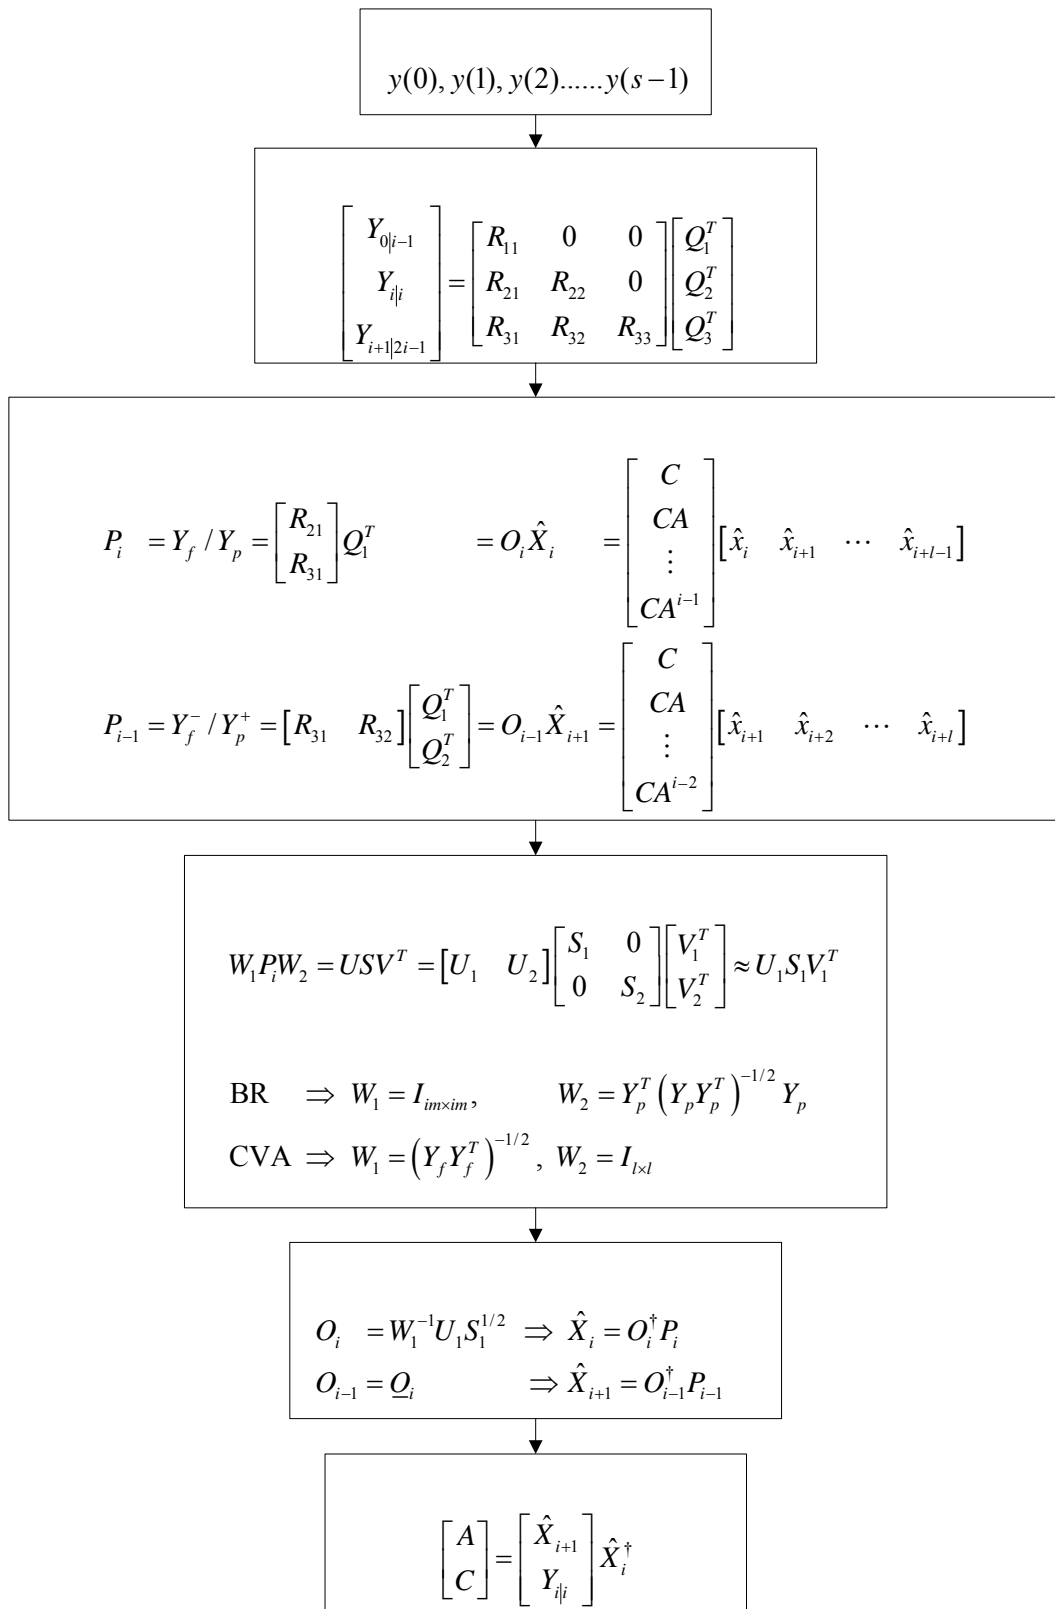 y(0), y(1), y(2)......y(s−1)
[Y_{0|i−1}; Y_{i|i}; Y_{i+1|2i−1}] = [R_{11} 0 0; R_{21} R_{22} 0; R_{31} R_{32} R_{33}] [Q_1^T; Q_2^T; Q_3^T]
P_i = Y_f / Y_p = [R_{21}; R_{31}] Q_1^T = O_i X̂_i = [C; CA; ⋮; CA^{i−1}] [x̂_i x̂_{i+1} ⋯ x̂_{i+l−1}]
P_{i−1} = Y_f^− / Y_p^+ = [R_{31} R_{32}] [Q_1^T; Q_2^T] = O_{i−1} X̂_{i+1} = [C; CA; ⋮; CA^{i−2}] [x̂_{i+1} x̂_{i+2} ⋯ x̂_{i+l}]
W_1 P_i W_2 = USV^T = [U_1 U_2] [S_1 0; 0 S_2] [V_1^T; V_2^T] ≈ U_1 S_1 V_1^T
BR ⇒ W_1 = I_{im×im}, W_2 = Y_p^T (Y_p Y_p^T)^{−1/2} Y_p
CVA ⇒ W_1 = (Y_f Y_f^T)^{−1/2}, W_2 = I_{l×l}
O_i = W_1^{−1} U_1 S_1^{1/2} ⇒ X̂_i = O_i^† P_i
O_{i−1} = O̲_i ⇒ X̂_{i+1} = O_{i−1}^† P_{i−1}
[A; C] = [X̂_{i+1}; Y_{i|i}] X̂_i^†